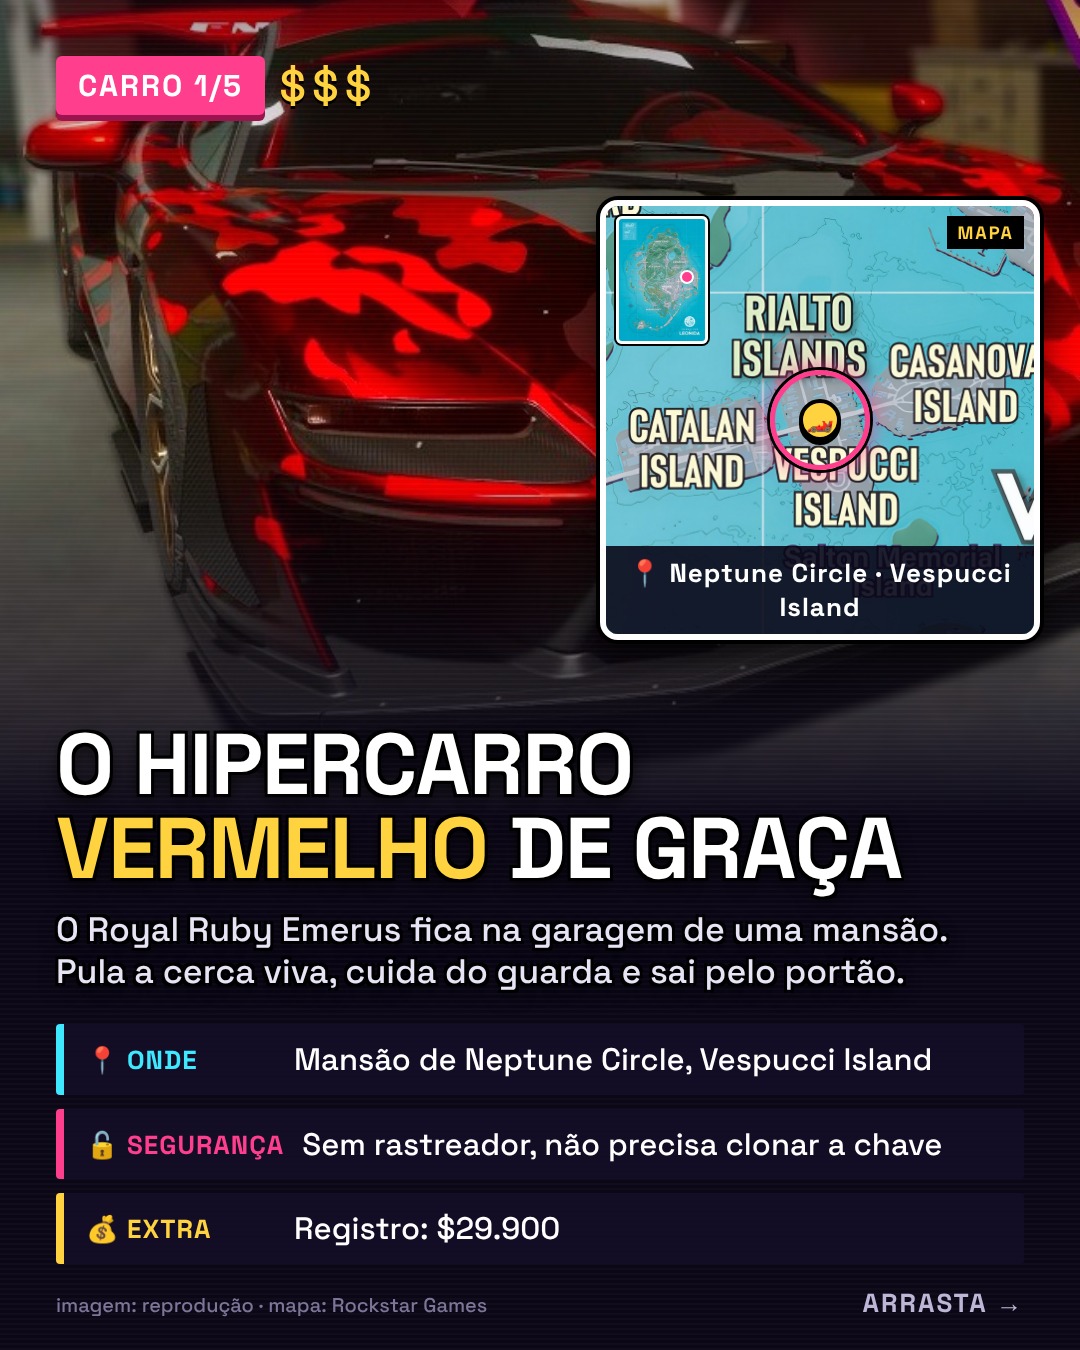 CARRO 1/5
$$$
MAPA
RIALTO
ISLANDS
CASANOVA
ISLAND
CATALAN
ISLAND
VESPUCCI
ISLAND
Salton Memorial
Island
📍 Neptune Circle · Vespucci
Island
O HIPERCARRO
VERMELHO DE GRAÇA
O Royal Ruby Emerus fica na garagem de uma mansão.
Pula a cerca viva, cuida do guarda e sai pelo portão.
📍 ONDE Mansão de Neptune Circle, Vespucci Island
🔓 SEGURANÇA Sem rastreador, não precisa clonar a chave
💰 EXTRA Registro: $29.900
imagem: reprodução · mapa: Rockstar Games
ARRASTA →